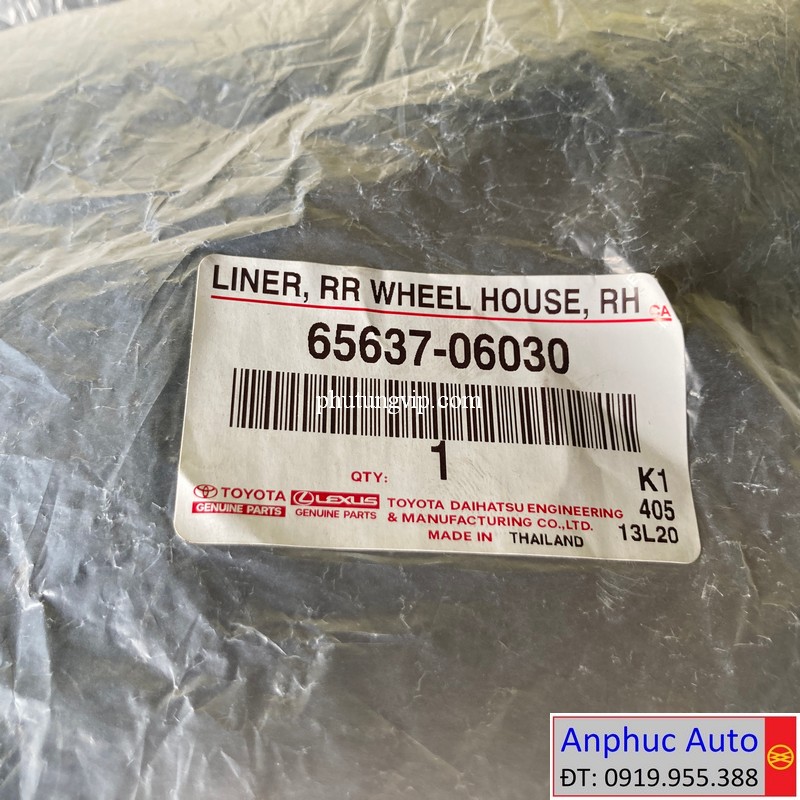 LINER, RR WHEEL HOUSE, RH CA
65637-06030
phutungvip.com
QTY: 1 K1
TOYOTA LEXUS TOYOTA DAIHATSU ENGINEERING 405
GENUINE PARTS GENUINE PARTS & MANUFACTURING CO.,LTD.
MADE IN THAILAND 13L20
Anphuc Auto
ĐT: 0919.955.388